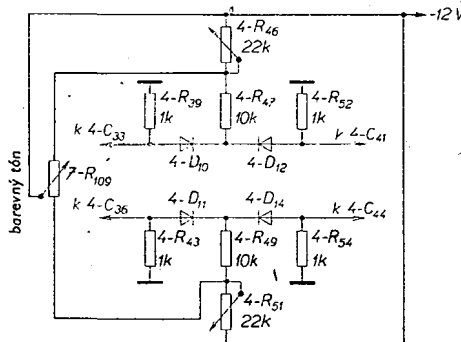 -12 V
4-R46
22k
4-R39
1k
4-R47
10k
4-R52
1k
k 4-C33
4-D10
4-D12
k 4-C41
barevný tón
7-R109
k 4-C36
4-D11
4-D14
k 4-C44
4-R43
1k
4-R49
10k
4-R54
1k
4-R51
22k